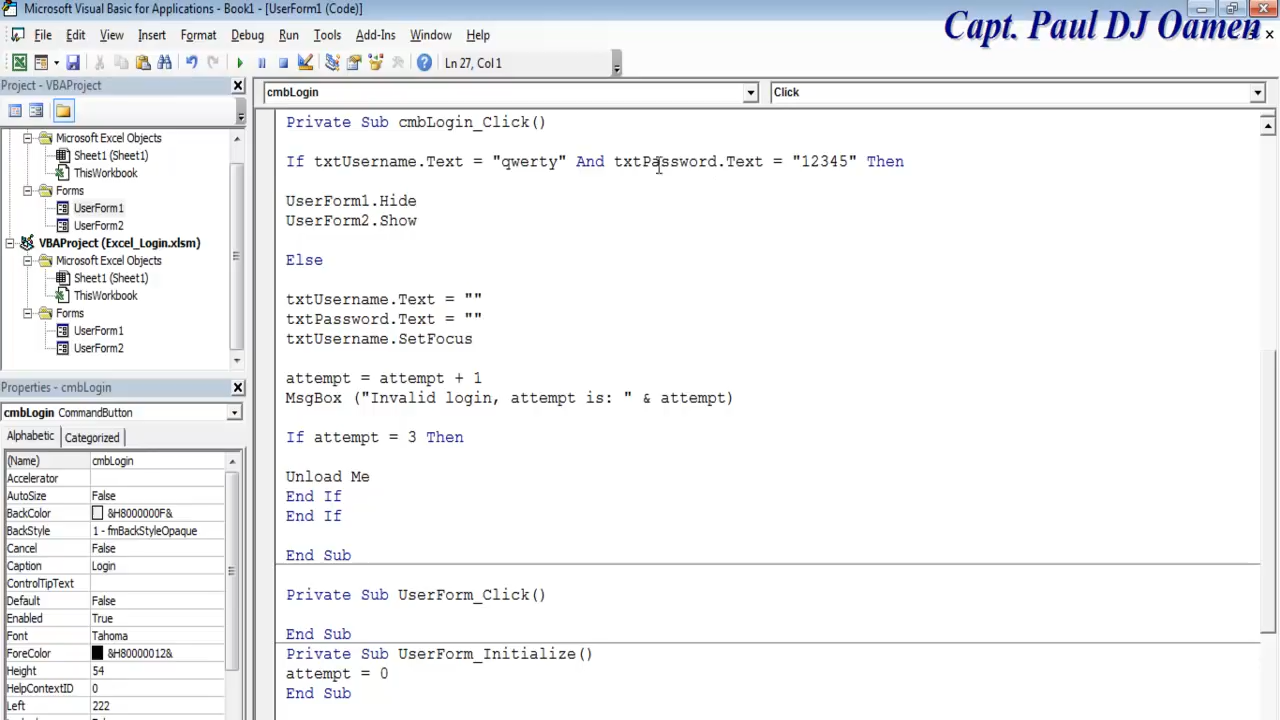 Microsoft Visual Basic for Applications - Book1 - [UserForm1 (Code)]
Capt. Paul DJ Oamen
File Edit View Insert Format Debug Run Tools Add-Ins Window Help
Ln 27, Col 1
Project - VBAProject
cmbLogin Click
Microsoft Excel Objects
Sheet1 (Sheet1)
ThisWorkbook
Forms
UserForm1
UserForm2
VBAProject (Excel_Login.xlsm)
Microsoft Excel Objects
Sheet1 (Sheet1)
ThisWorkbook
Forms
UserForm1
UserForm2
Properties - cmbLogin
cmbLogin CommandButton
Alphabetic Categorized
(Name) cmbLogin
Accelerator
AutoSize False
BackColor &H8000000F&
BackStyle 1 - fmBackStyleOpaque
Cancel False
Caption Login
ControlTipText
Default False
Enabled True
Font Tahoma
ForeColor &H80000012&
Height 54
HelpContextID 0
Left 222
Private Sub cmbLogin_Click()
If txtUsername.Text = "qwerty" And txtPassword.Text = "12345" Then
UserForm1.Hide
UserForm2.Show
Else
txtUsername.Text = ""
txtPassword.Text = ""
txtUsername.SetFocus
attempt = attempt + 1
MsgBox ("Invalid login, attempt is: " & attempt)
If attempt = 3 Then
Unload Me
End If
End If
End Sub
Private Sub UserForm_Click()
End Sub
Private Sub UserForm_Initialize()
attempt = 0
End Sub